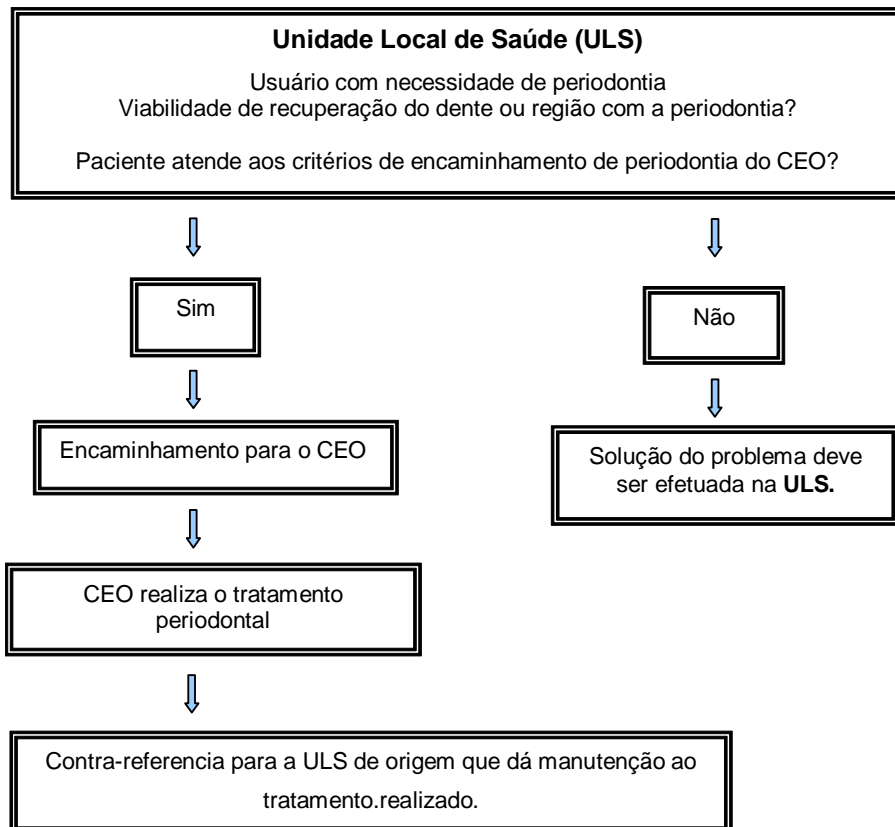 Unidade Local de Saúde (ULS)
Usuário com necessidade de periodontia
Viabilidade de recuperação do dente ou região com a periodontia?
Paciente atende aos critérios de encaminhamento de periodontia do CEO?
Sim
Não
Encaminhamento para o CEO
Solução do problema deve
ser efetuada na ULS.
CEO realiza o tratamento
periodontal
Contra-referencia para a ULS de origem que dá manutenção ao
tratamento.realizado.